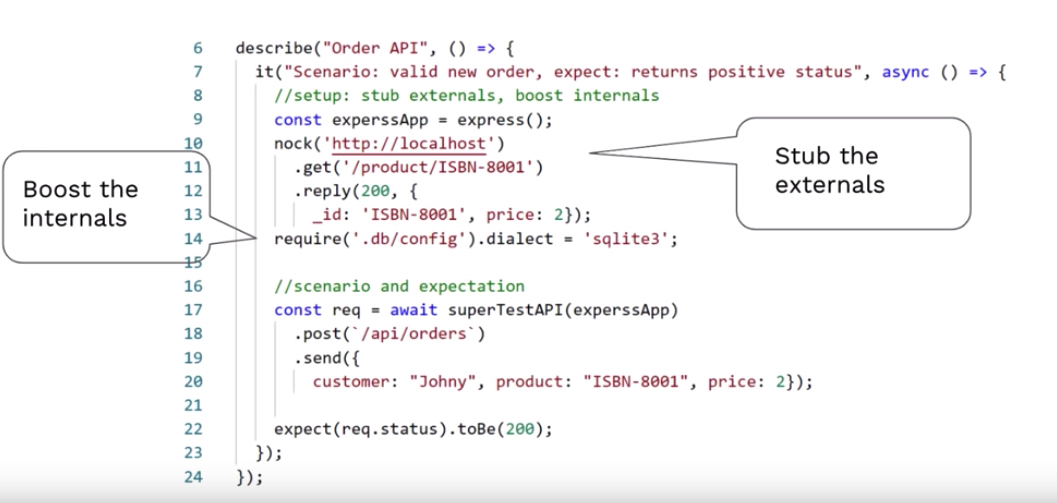 6 describe("Order API", () => {
7 it("Scenario: valid new order, expect: returns positive status", async () => {
8 //setup: stub externals, boost internals
9 const experssApp = express();
10 nock('http://localhost')
11 .get('/product/ISBN-8001')
12 .reply(200, {
13 _id: 'ISBN-8001', price: 2});
14 require('.db/config').dialect = 'sqlite3';
15
16 //scenario and expectation
17 const req = await superTestAPI(experssApp)
18 .post(`/api/orders`)
19 .send({
20 customer: "Johny", product: "ISBN-8001", price: 2});
21
22 expect(req.status).toBe(200);
23 });
24 });
Boost the
internals
Stub the
externals